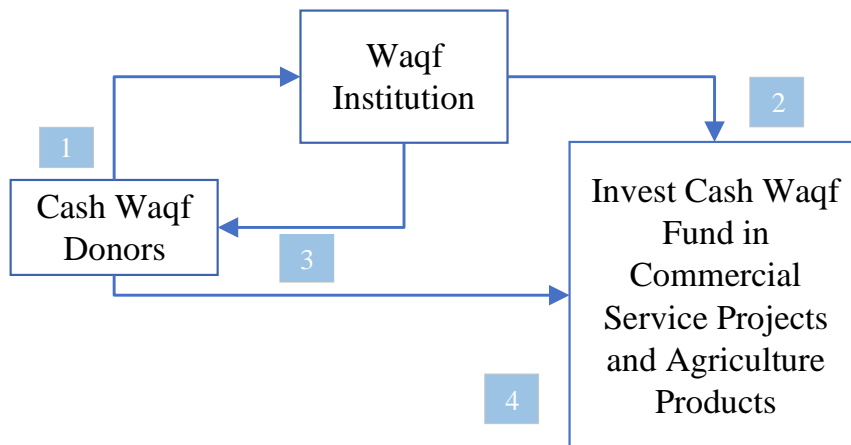 Waqf
Institution
1
2
Cash Waqf
Donors
3
Invest Cash Waqf
Fund in
Commercial
Service Projects
and Agriculture
Products
4